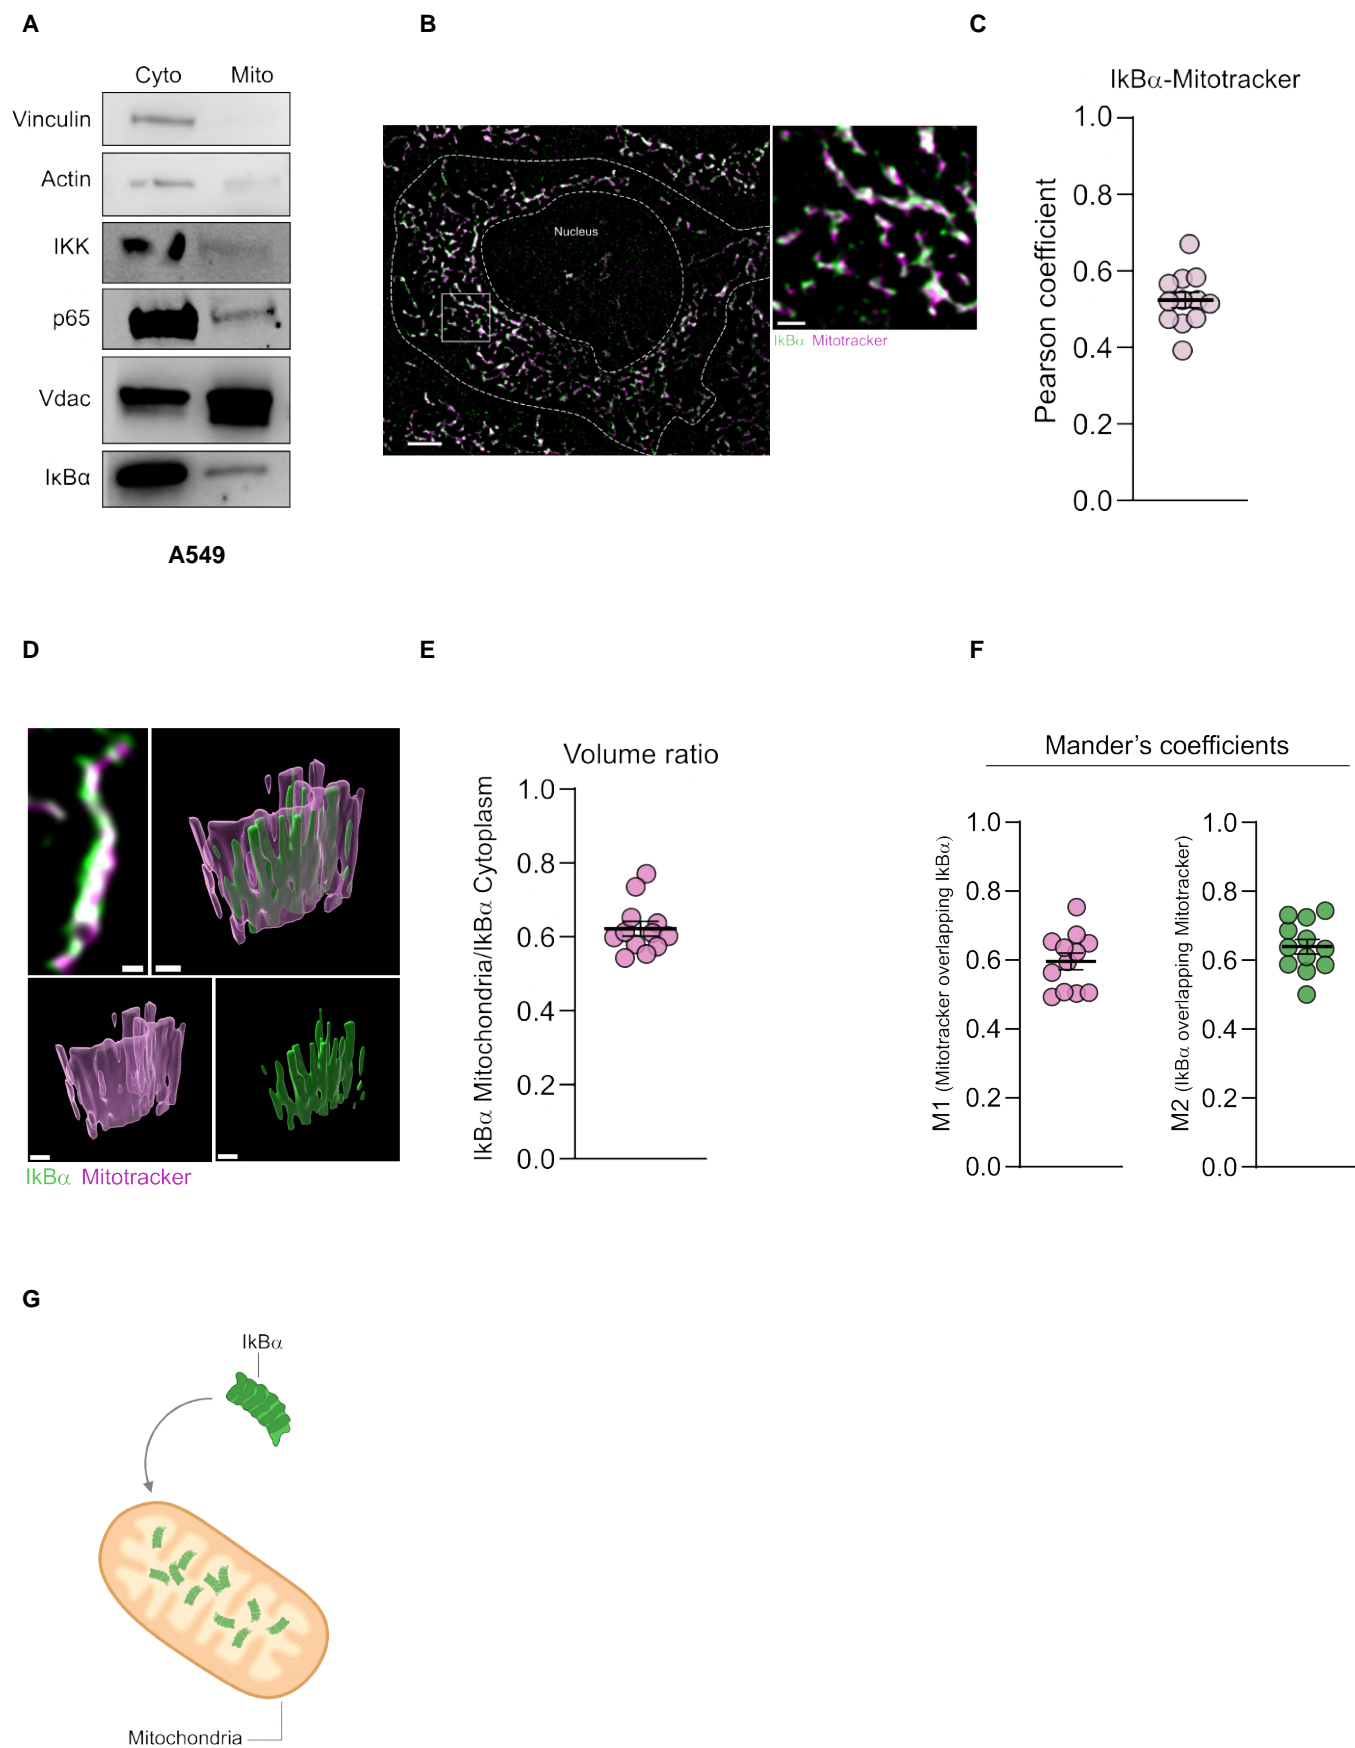 A
Cyto Mito
Vinculin
Actin
IKK
p65
Vdac
IκBα
A549
B
Nucleus
IkBα Mitotracker
C
IkBα-Mitotracker
Pearson coefficient
1.0
0.8
0.6
0.4
0.2
0.0
D
IkBα Mitotracker
E
Volume ratio
IkBα Mitochondria/IkBα Cytoplasm
1.0
0.8
0.6
0.4
0.2
0.0
F
Mander's coefficients
M1 (Mitotracker overlapping IkBα)
1.0
0.8
0.6
0.4
0.2
0.0
M2 (IkBα overlapping Mitotracker)
1.0
0.8
0.6
0.4
0.2
0.0
G
IkBα
Mitochondria